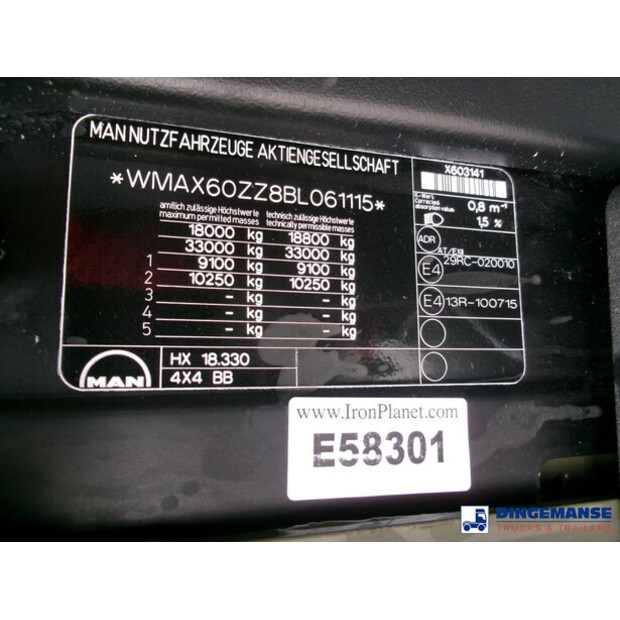 MAN NUTZFAHRZEUGE AKTIENGESELLSCHAFT
*WMAX60ZZ8BL061115*
amtlich zulässige Höchstwerte technisch zulässige Höchstwerte
maximum permitted masses technically permissible masses
18000 kg 18800 kg
33000 kg 33000 kg
1 9100 kg 9100 kg
2 10250 kg 10250 kg
3 - kg - kg
4 - kg - kg
5 - kg - kg
MAN
HX 18.330
4X4 BB
X603141
K-Wert
Corrected
absorption value: 0,8 m⁻¹
1,5 %
ADR AT/EXII
E4 29RC-020010
E4 13R-100715
www.IronPlanet.com
E58301
DINGEMANSE
TRUCKS & TRAILERS